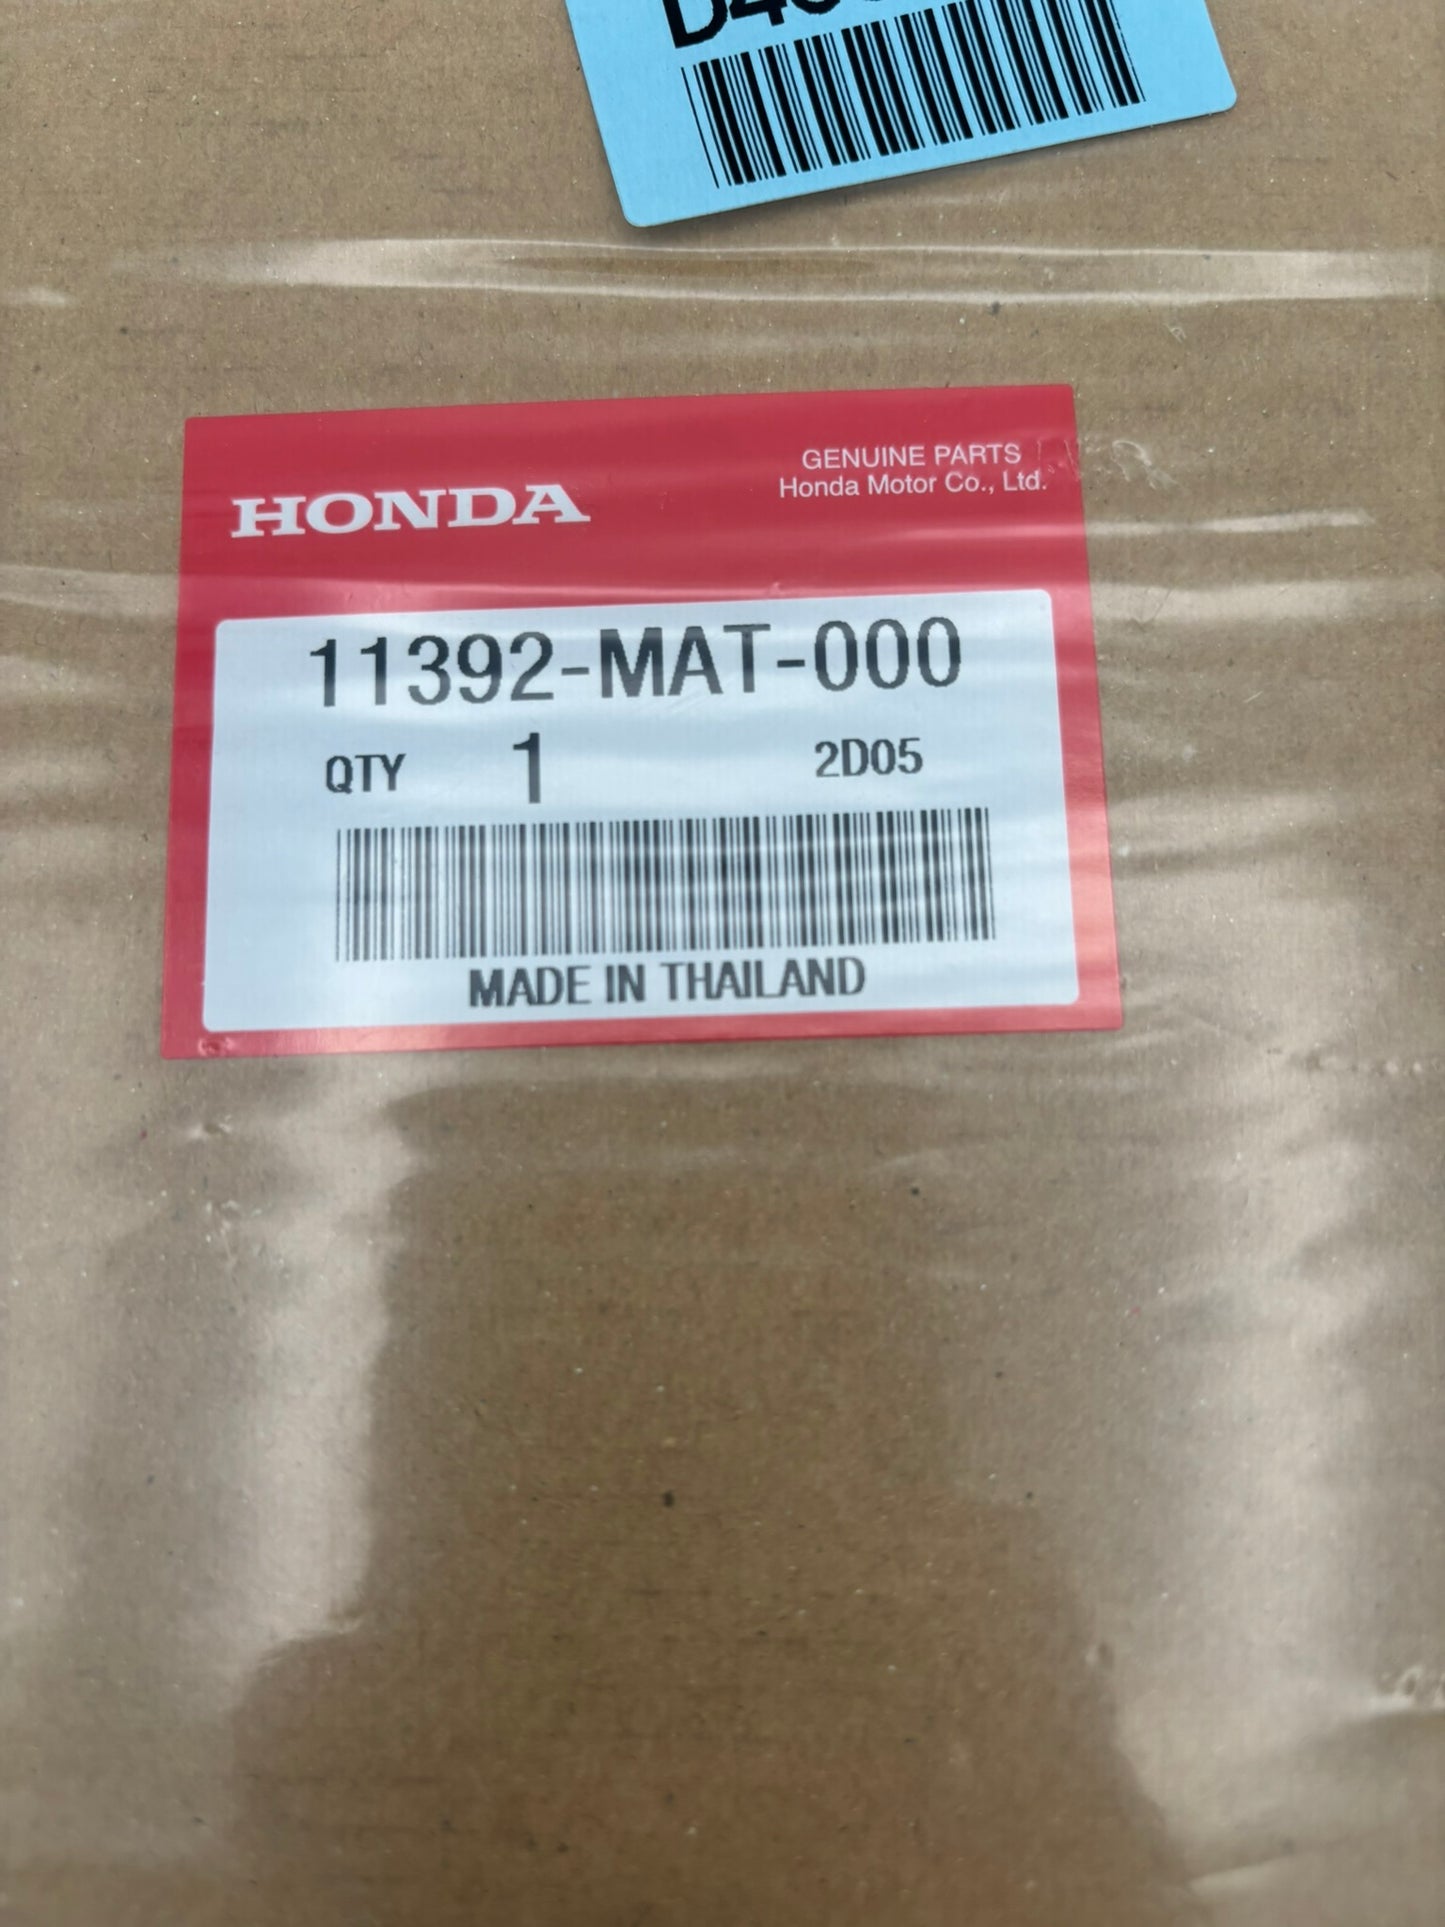 HONDA
GENUINE PARTS
Honda Motor Co., Ltd.
11392-MAT-000
QTY 1 2D05
MADE IN THAILAND